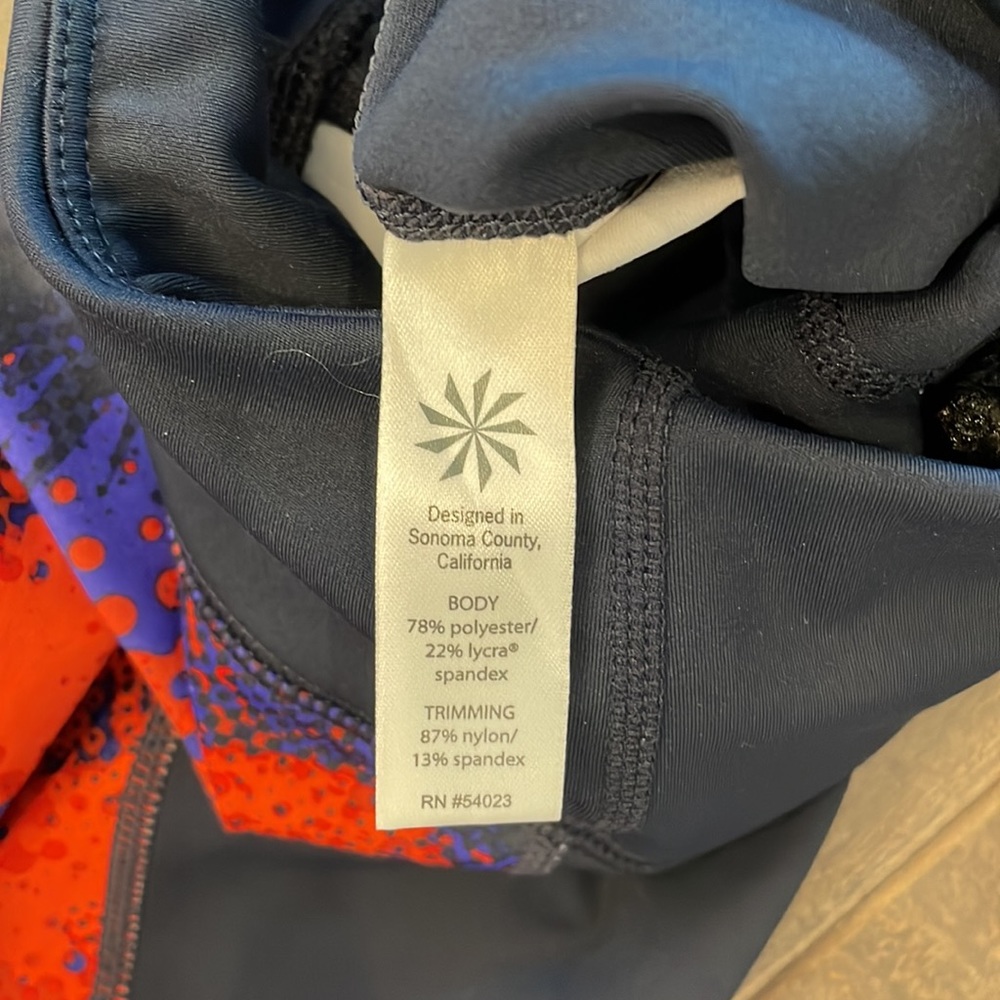 Designed in
Sonoma County,
California
BODY
78% polyester/
22% lycra®
spandex
TRIMMING
87% nylon/
13% spandex
RN #54023